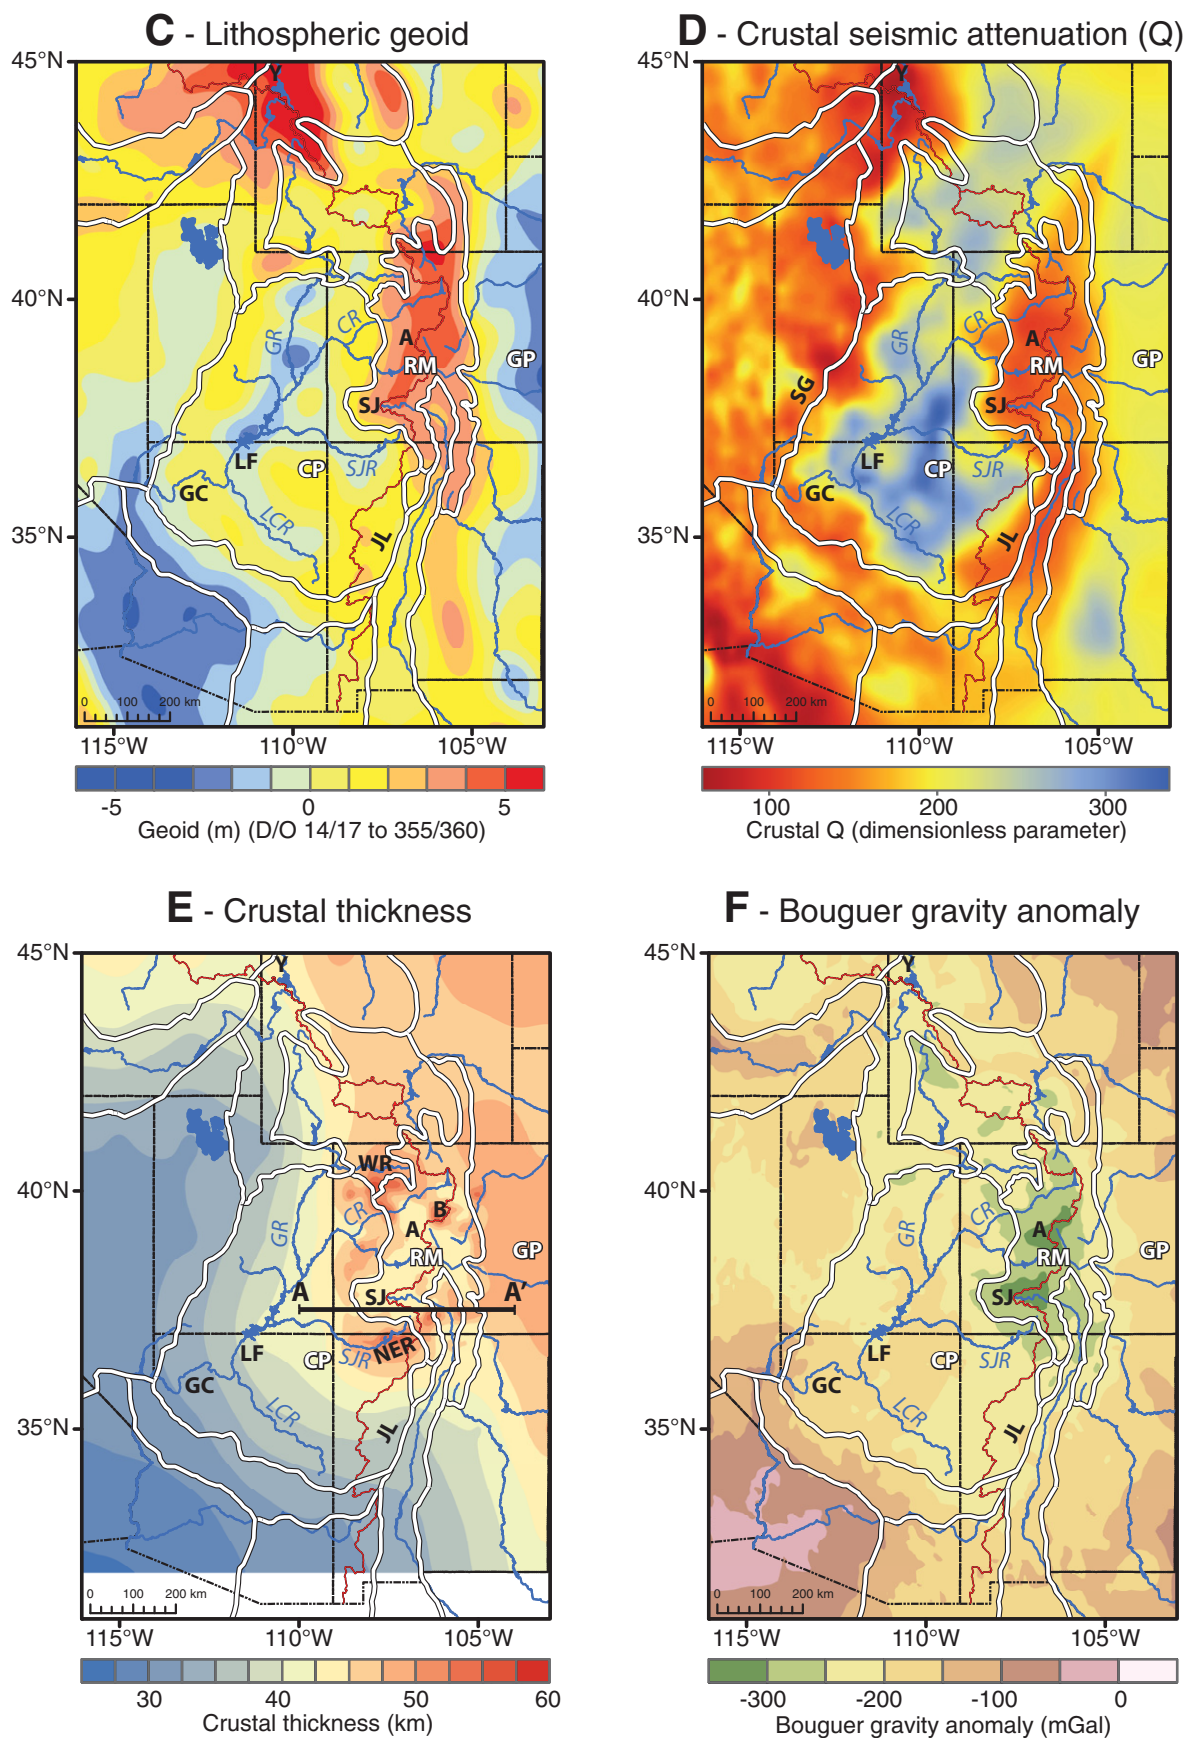 C - Lithospheric geoid
45°N
Y
40°N
GR
CR
A
RM
GP
SJ
LF
CP
SJR
GC
LCR
35°N
JL
0 100 200 km
115°W 110°W 105°W
-5 0 5
Geoid (m) (D/O 14/17 to 355/360)
D - Crustal seismic attenuation (Q)
45°N
Y
40°N
GR
CR
A
RM
GP
SG
SJ
LF
CP
SJR
GC
LCR
35°N
JL
0 100 200 km
115°W 110°W 105°W
100 200 300
Crustal Q (dimensionless parameter)
E - Crustal thickness
45°N
Y
WR
40°N
GR
CR
B
A
RM
GP
A A'
SJ
LF
CP
SJR
NER
GC
LCR
35°N
JL
0 100 200 km
115°W 110°W 105°W
30 40 50 60
Crustal thickness (km)
F - Bouguer gravity anomaly
45°N
Y
40°N
GR
CR
A
RM
GP
SJ
LF
CP
SJR
GC
LCR
35°N
JL
0 100 200 km
115°W 110°W 105°W
-300 -200 -100 0
Bouguer gravity anomaly (mGal)